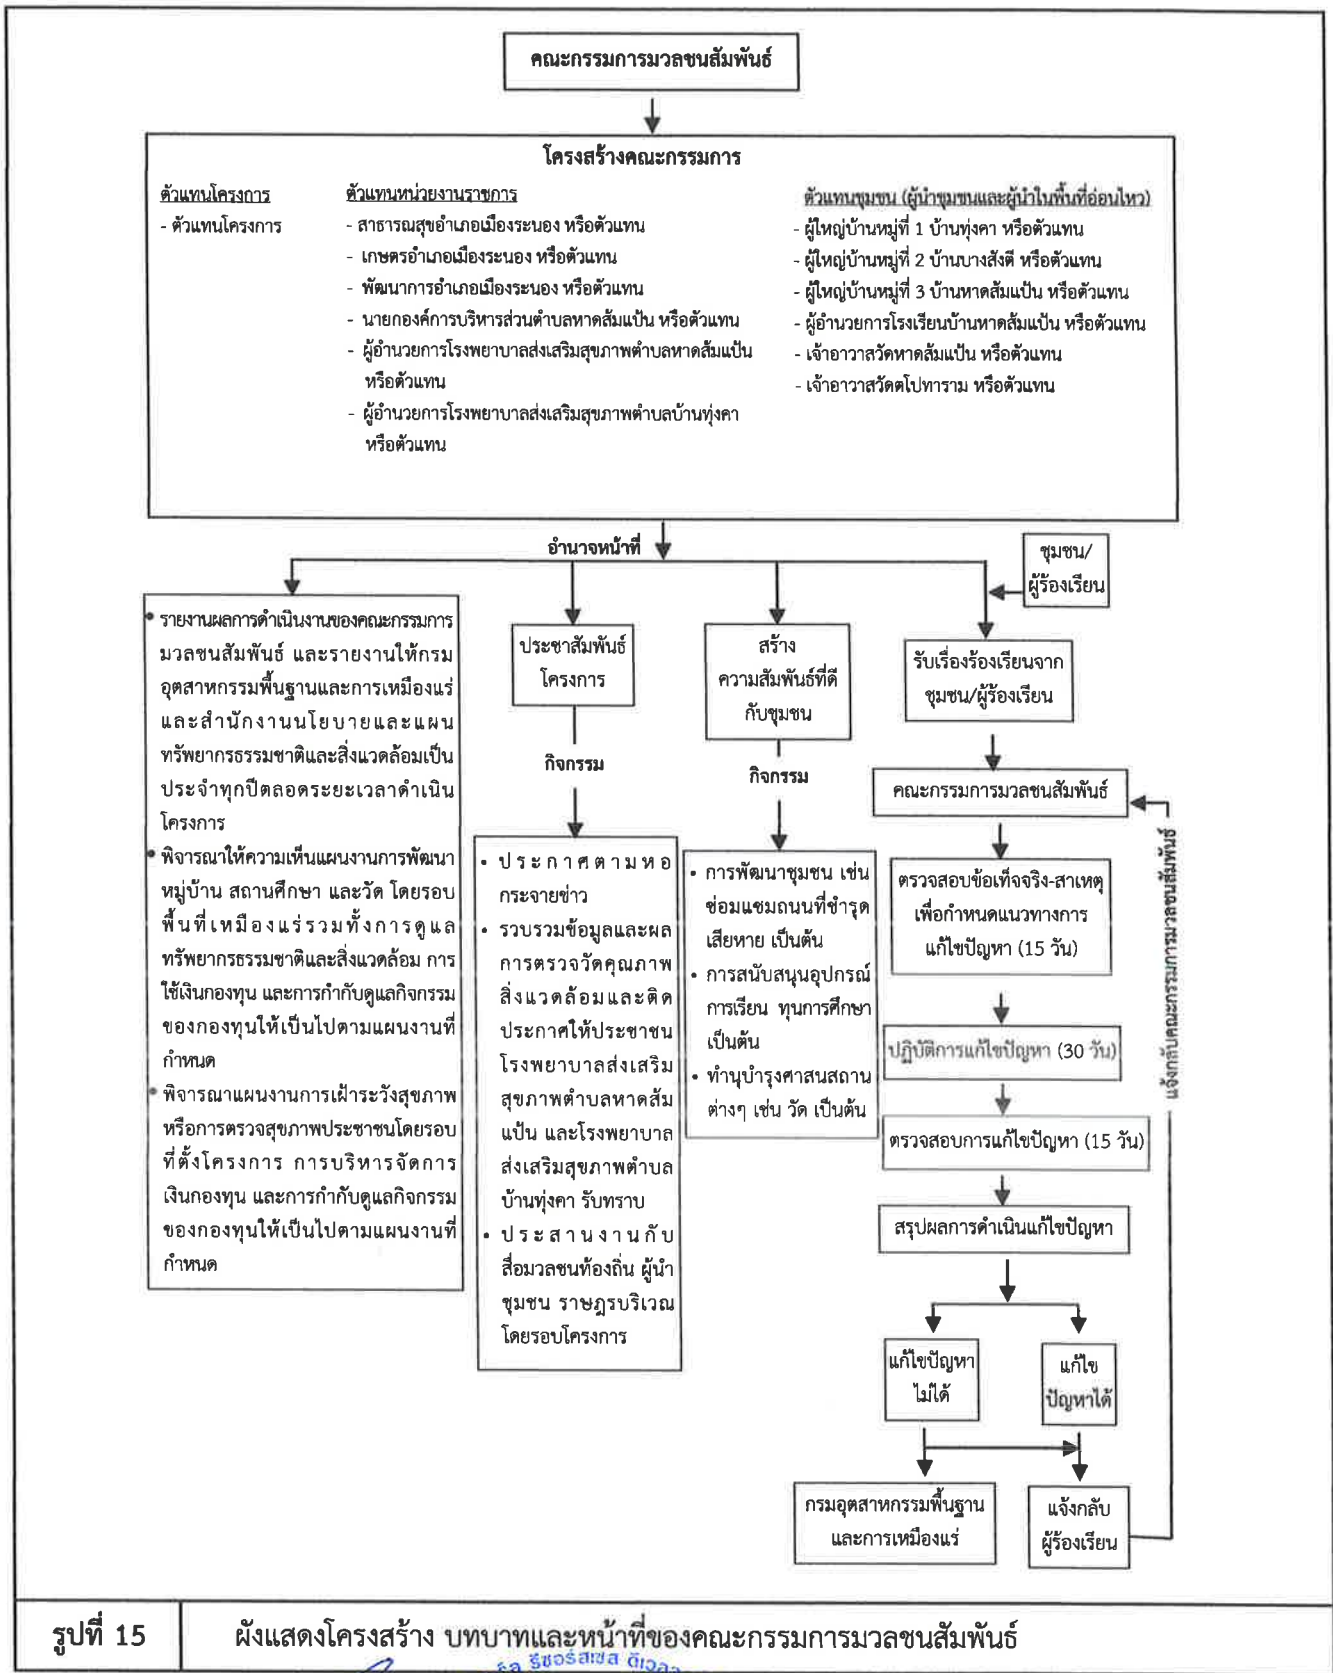 คณะกรรมการมวลชนสัมพันธ์
โครงสร้างคณะกรรมการ
ตัวแทนโครงการ
- ตัวแทนโครงการ
ตัวแทนหน่วยงานราชการ
- สาธารณสุขอำเภอเมืองระนอง หรือตัวแทน
- เกษตรอำเภอเมืองระนอง หรือตัวแทน
- พัฒนาการอำเภอเมืองระนอง หรือตัวแทน
- นายกองค์การบริหารส่วนตำบลหาดส้มแป้น หรือตัวแทน
- ผู้อำนวยการโรงพยาบาลส่งเสริมสุขภาพตำบลหาดส้มแป้น
หรือตัวแทน
- ผู้อำนวยการโรงพยาบาลส่งเสริมสุขภาพตำบลบ้านทุ่งคา
หรือตัวแทน
ตัวแทนชุมชน (ผู้นำชุมชนและผู้นำในพื้นที่อ่อนไหว)
- ผู้ใหญ่บ้านหมู่ที่ 1 บ้านทุ่งคา หรือตัวแทน
- ผู้ใหญ่บ้านหมู่ที่ 2 บ้านบางสังตี หรือตัวแทน
- ผู้ใหญ่บ้านหมู่ที่ 3 บ้านหาดส้มแป้น หรือตัวแทน
- ผู้อำนวยการโรงเรียนบ้านหาดส้มแป้น หรือตัวแทน
- เจ้าอาวาสวัดหาดส้มแป้น หรือตัวแทน
- เจ้าอาวาสวัดตโปทาราม หรือตัวแทน
อำนาจหน้าที่
ชุมชน/
ผู้ร้องเรียน
• รายงานผลการดำเนินงานของคณะกรรมการ
มวลชนสัมพันธ์ และรายงานให้กรม
อุตสาหกรรมพื้นฐานและการเหมืองแร่
และสำนักงานนโยบายและแผน
ทรัพยากรธรรมชาติและสิ่งแวดล้อมเป็น
ประจำทุกปีตลอดระยะเวลาดำเนิน
โครงการ
• พิจารณาให้ความเห็นแผนงานการพัฒนา
หมู่บ้าน สถานศึกษา และวัด โดยรอบ
พื้นที่เหมืองแร่รวมทั้งการดูแล
ทรัพยากรธรรมชาติและสิ่งแวดล้อม การ
ใช้เงินกองทุน และการกำกับดูแลกิจกรรม
ของกองทุนให้เป็นไปตามแผนงานที่
กำหนด
• พิจารณาแผนงานการเฝ้าระวังสุขภาพ
หรือการตรวจสุขภาพประชาชนโดยรอบ
ที่ตั้งโครงการ การบริหารจัดการ
เงินกองทุน และการกำกับดูแลกิจกรรม
ของกองทุนให้เป็นไปตามแผนงานที่
กำหนด
ประชาสัมพันธ์
โครงการ
กิจกรรม
• ประกาศตามหอ
กระจายข่าว
• รวบรวมข้อมูลและผล
การตรวจวัดคุณภาพ
สิ่งแวดล้อมและติด
ประกาศให้ประชาชน
โรงพยาบาลส่งเสริม
สุขภาพตำบลหาดส้ม
แป้น และโรงพยาบาล
ส่งเสริมสุขภาพตำบล
บ้านทุ่งคา รับทราบ
• ประสานงานกับ
สื่อมวลชนท้องถิ่น ผู้นำ
ชุมชน ราษฎรบริเวณ
โดยรอบโครงการ
สร้าง
ความสัมพันธ์ที่ดี
กับชุมชน
กิจกรรม
• การพัฒนาชุมชน เช่น
ซ่อมแซมถนนที่ชำรุด
เสียหาย เป็นต้น
• การสนับสนุนอุปกรณ์
การเรียน ทุนการศึกษา
เป็นต้น
• ทำนุบำรุงศาสนสถาน
ต่างๆ เช่น วัด เป็นต้น
รับเรื่องร้องเรียนจาก
ชุมชน/ผู้ร้องเรียน
คณะกรรมการมวลชนสัมพันธ์
ตรวจสอบข้อเท็จจริง-สาเหตุ
เพื่อกำหนดแนวทางการ
แก้ไขปัญหา (15 วัน)
ปฏิบัติการแก้ไขปัญหา (30 วัน)
ตรวจสอบการแก้ไขปัญหา (15 วัน)
สรุปผลการดำเนินแก้ไขปัญหา
แก้ไขปัญหา
ไม่ได้
แก้ไข
ปัญหาได้
กรมอุตสาหกรรมพื้นฐาน
และการเหมืองแร่
แจ้งกลับ
ผู้ร้องเรียน
แจ้งกลับคณะกรรมการมวลชนสัมพันธ์
รูปที่ 15
ผังแสดงโครงสร้าง บทบาทและหน้าที่ของคณะกรรมการมวลชนสัมพันธ์